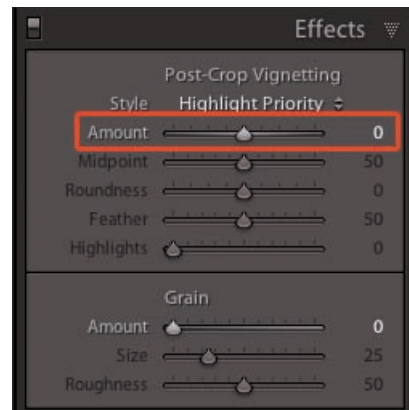 Effects
Post-Crop Vignetting
Style Highlight Priority
Amount 0
Midpoint 50
Roundness 0
Feather 50
Highlights 0
Grain
Amount 0
Size 25
Roughness 50